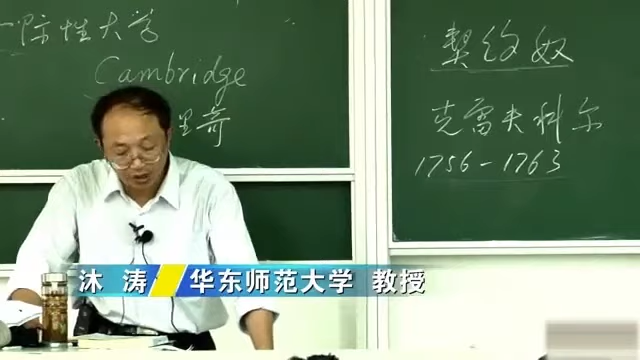 际性大学
Cambridge
里奇
契约奴
克雷夫科尔
1756-1763
沐 涛 华东师范大学 教授